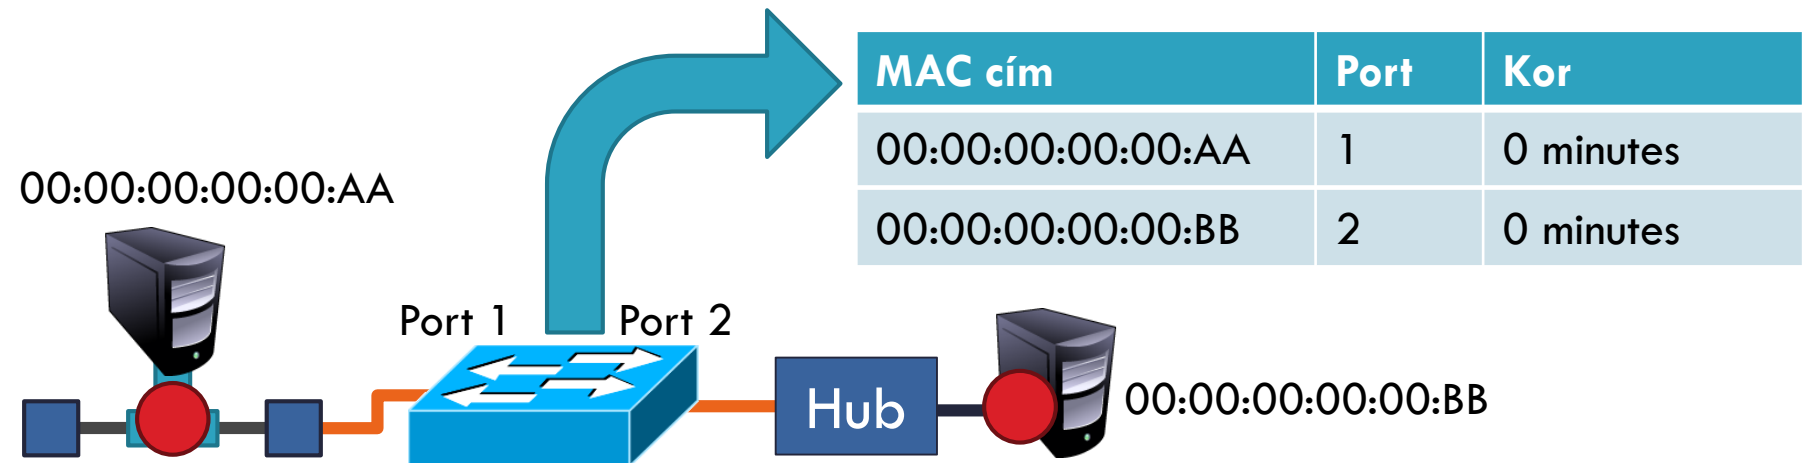 MAC cím Port Kor
00:00:00:00:00:AA 1 0 minutes
00:00:00:00:00:BB 2 0 minutes
00:00:00:00:00:AA
Port 1 Port 2
Hub
00:00:00:00:00:BB